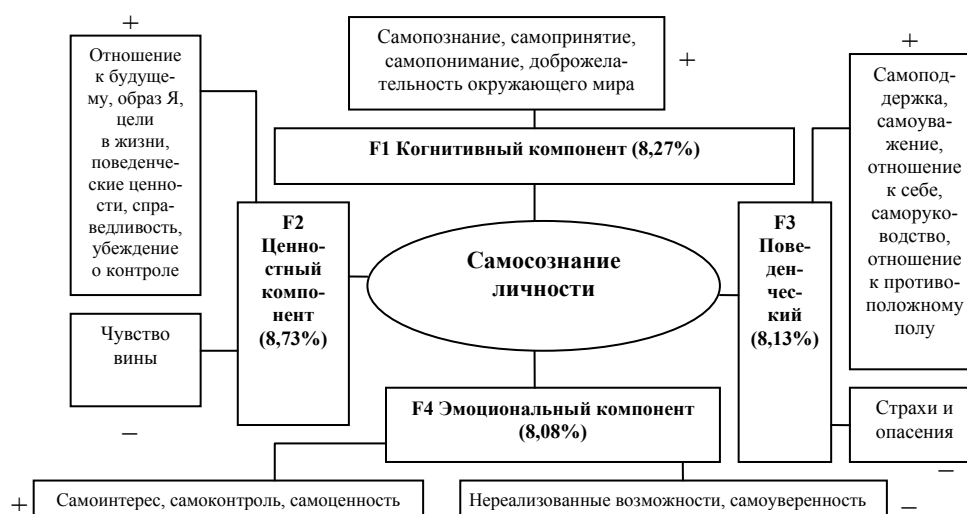 +
Самопознание, самопринятие,
самопонимание, доброжела-
тельность окружающего мира
+
+
Отношение
к будуще-
му, образ Я,
цели
в жизни,
поведенче-
ские ценно-
сти, спра-
ведливость,
убеждение
о контроле
Самопод-
держка,
самоува-
жение,
отношение
к себе,
саморуко-
водство,
отношение
к противо-
положному
полу
F1 Когнитивный компонент (8,27%)
F2
Ценно-
стный
компо-
нент
(8,73%)
Самосознание
личности
F3
Пове-
ден-
че-
ский
(8,13%)
Чувство
вины
–
F4 Эмоциональный компонент
(8,08%)
Страхи и
опасения
–
+
Самоинтерес, самоконтроль, самоценность
Нереализованные возможности, самоуверенность
–